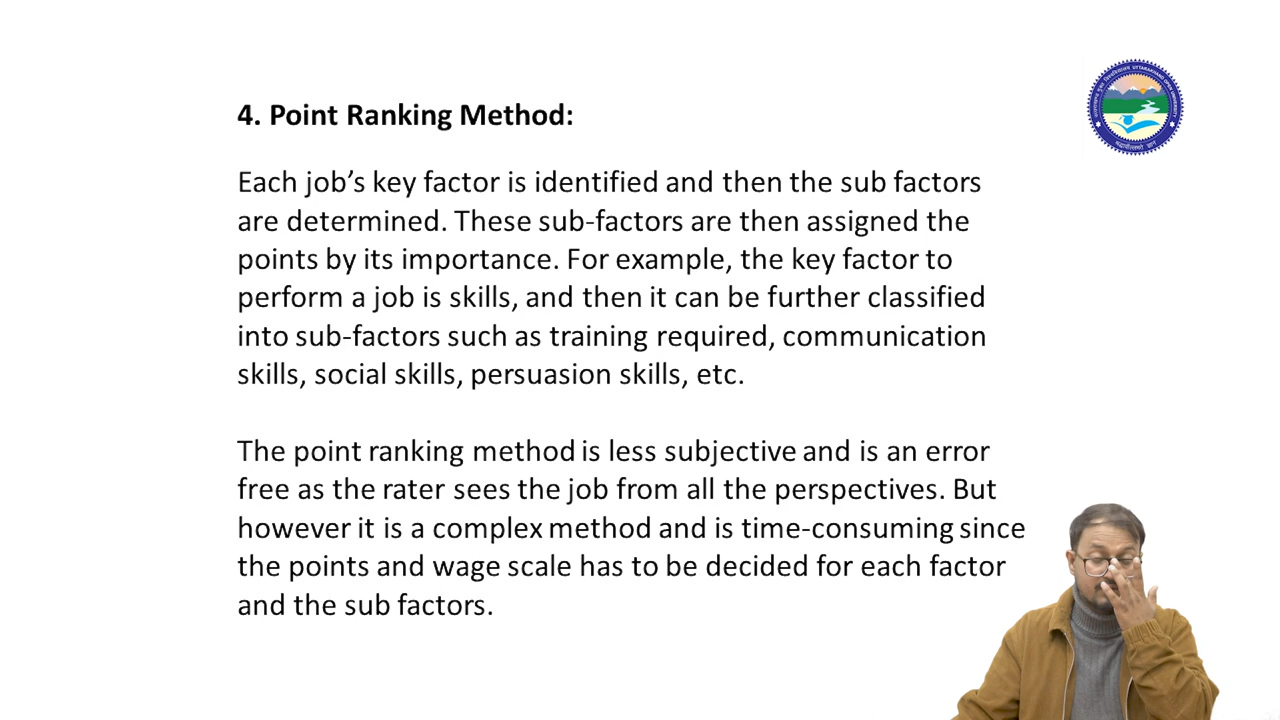 4. Point Ranking Method:
Each job’s key factor is identified and then the sub factors
are determined. These sub-factors are then assigned the
points by its importance. For example, the key factor to
perform a job is skills, and then it can be further classified
into sub-factors such as training required, communication
skills, social skills, persuasion skills, etc.
The point ranking method is less subjective and is an error
free as the rater sees the job from all the perspectives. But
however it is a complex method and is time-consuming since
the points and wage scale has to be decided for each factor
and the sub factors.
UTTARAKHAND OPEN UNIVERSITY